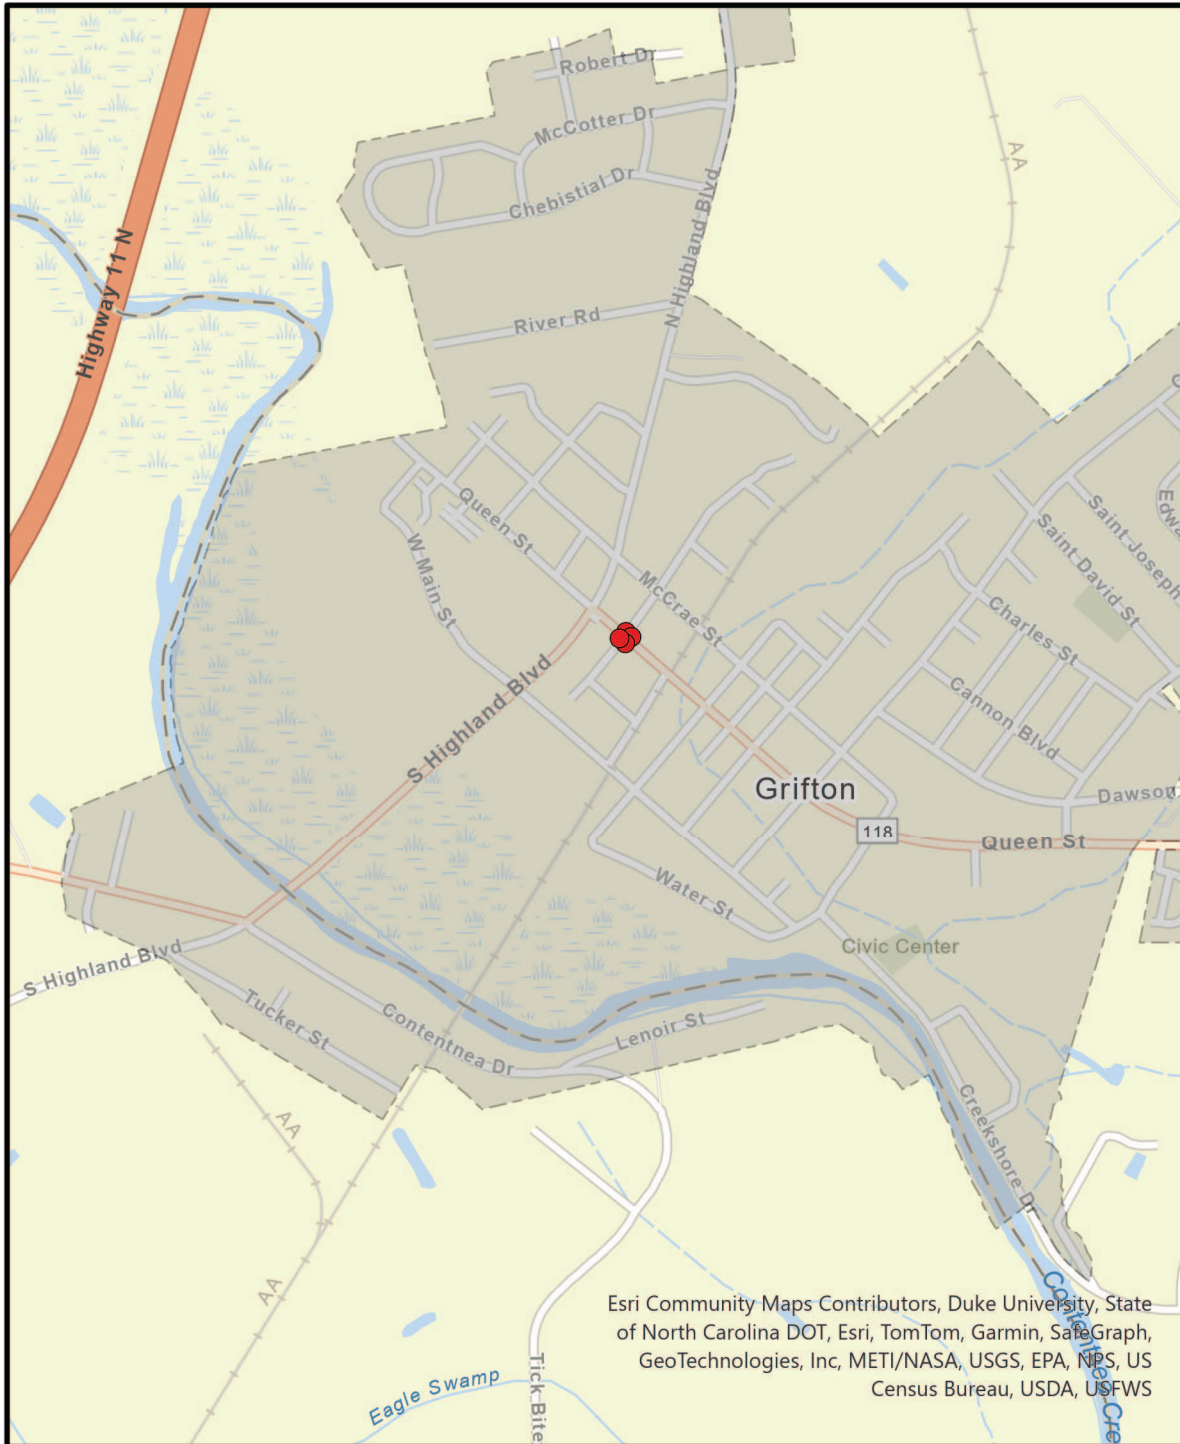 Robert Dr
McCotter Dr
AA
Chebistial Dr
N Highland Blvd
Highway 11 N
River Rd
Queen St
Edwa
Saint Joseph
Saint David St
W Main St
McCrae St
Charles St
S Highland Blvd
Cannon Blvd
Grifton
Dawson
118
Queen St
Water St
Civic Center
S Highland Blvd
Tucker St
Contentnea Dr
Lenoir St
Creekshore Dr
AA
AA
Contentnea Cre
Esri Community Maps Contributors, Duke University, State
of North Carolina DOT, Esri, TomTom, Garmin, SafeGraph,
GeoTechnologies, Inc, METI/NASA, USGS, EPA, NPS, US
Census Bureau, USDA, USFWS
Tick Bite
Eagle Swamp